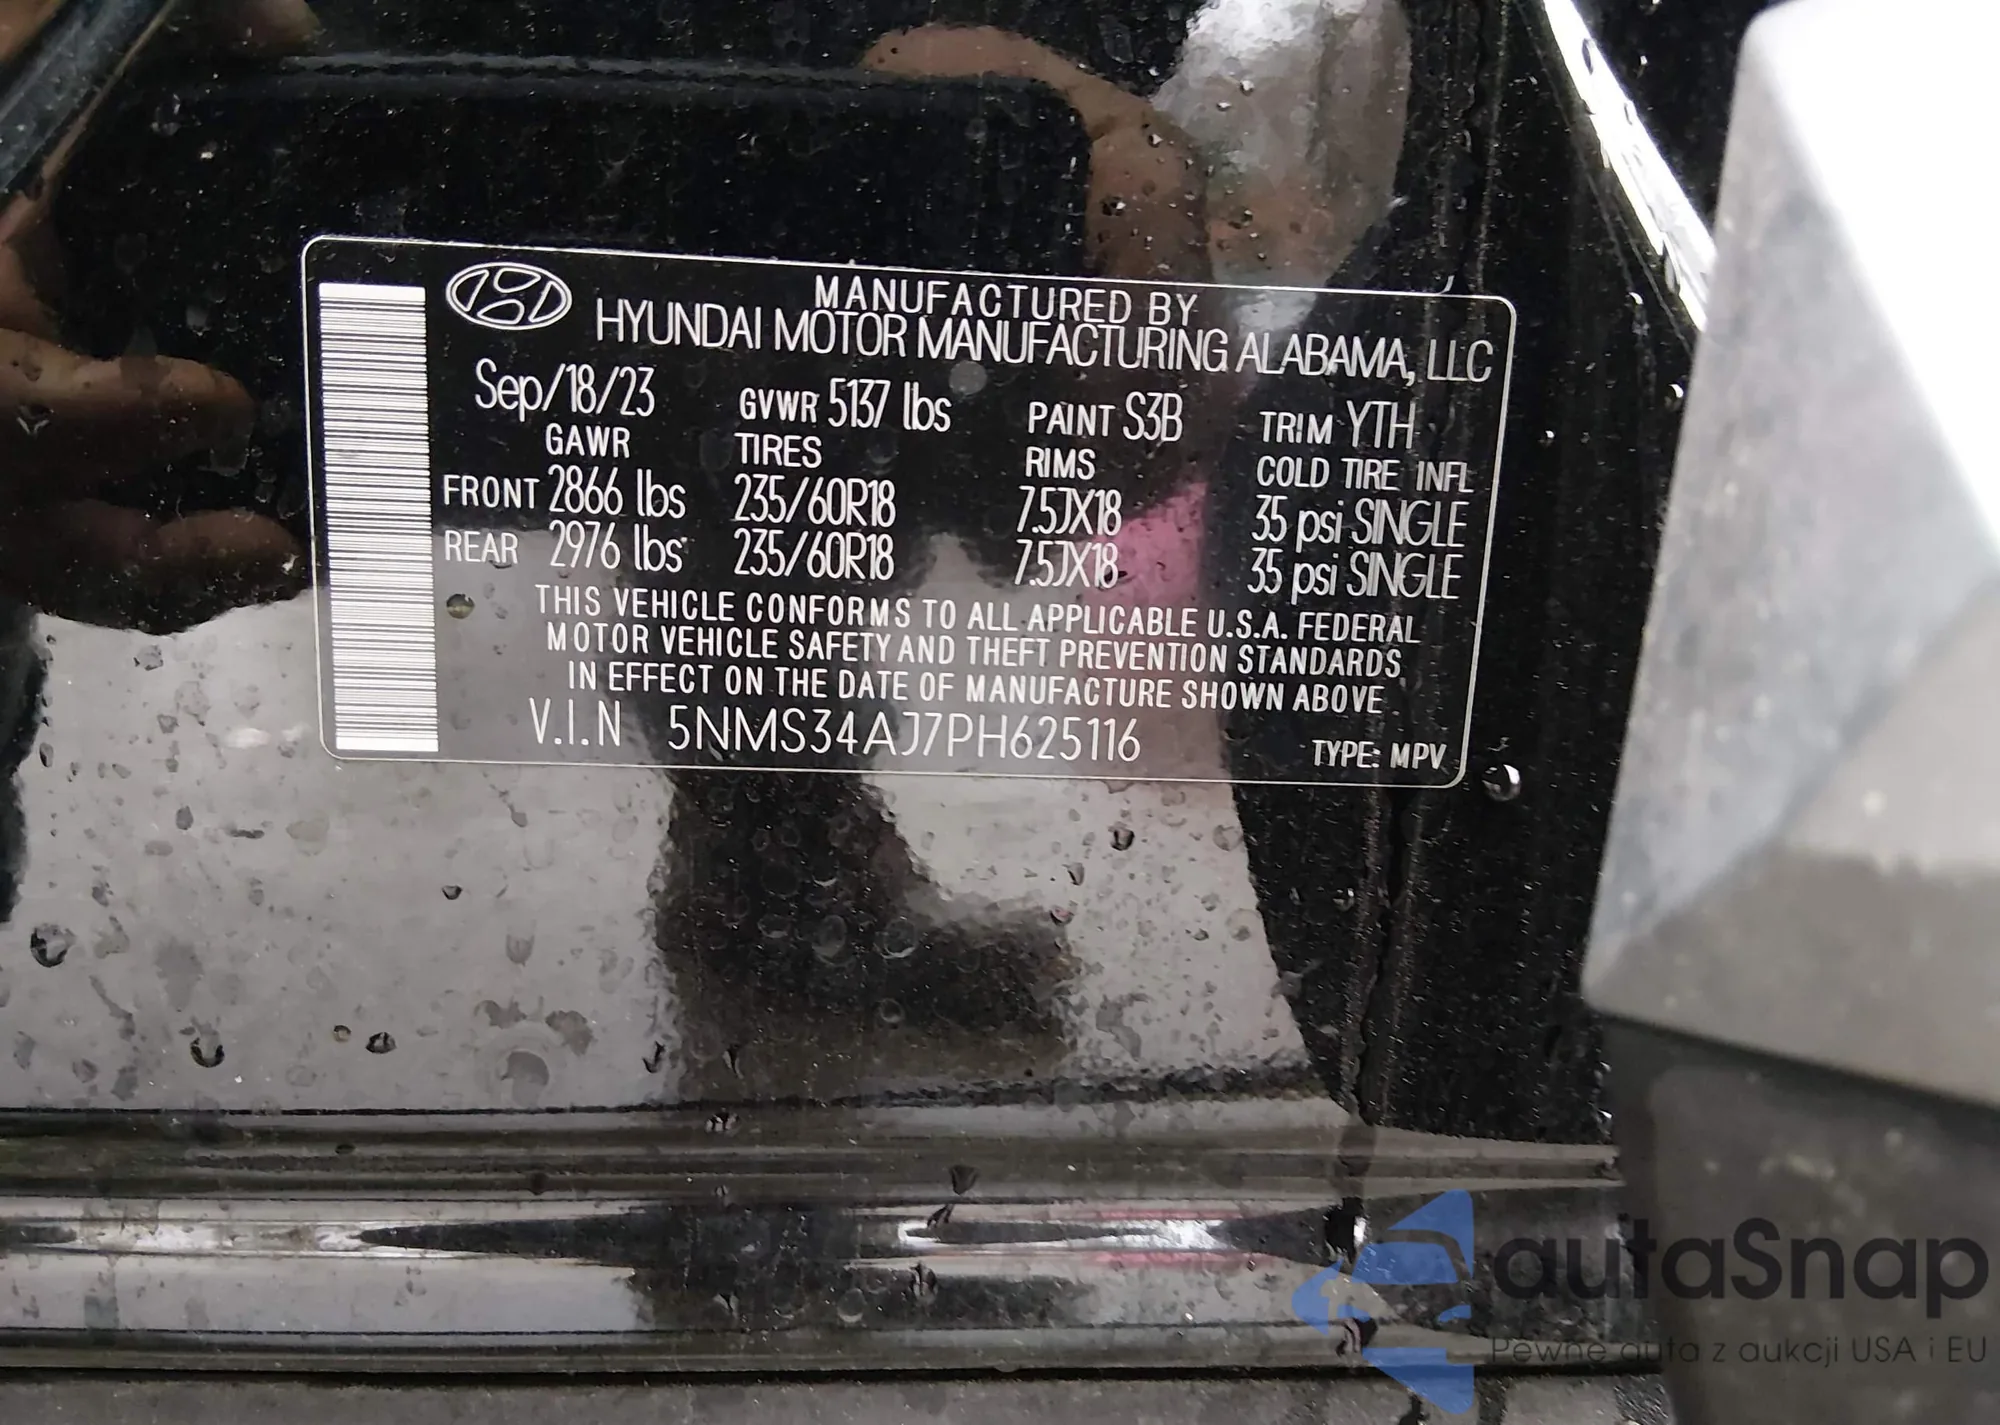 MANUFACTURED BY
HYUNDAI MOTOR MANUFACTURING ALABAMA, LLC
Sep/18/23 GVWR 5137 lbs PAINT S3B TRIM YTH
GAWR TIRES RIMS COLD TIRE INFL
FRONT 2866 lbs 235/60R18 7.5JX18 35 psi SINGLE
REAR 2976 lbs 235/60R18 7.5JX18 35 psi SINGLE
THIS VEHICLE CONFORMS TO ALL APPLICABLE U.S.A. FEDERAL
MOTOR VEHICLE SAFETY AND THEFT PREVENTION STANDARDS
IN EFFECT ON THE DATE OF MANUFACTURE SHOWN ABOVE
V.I.N 5NMS34AJ7PH625116 TYPE: MPV
autaSnap
Pewne auta z aukcji USA i EU